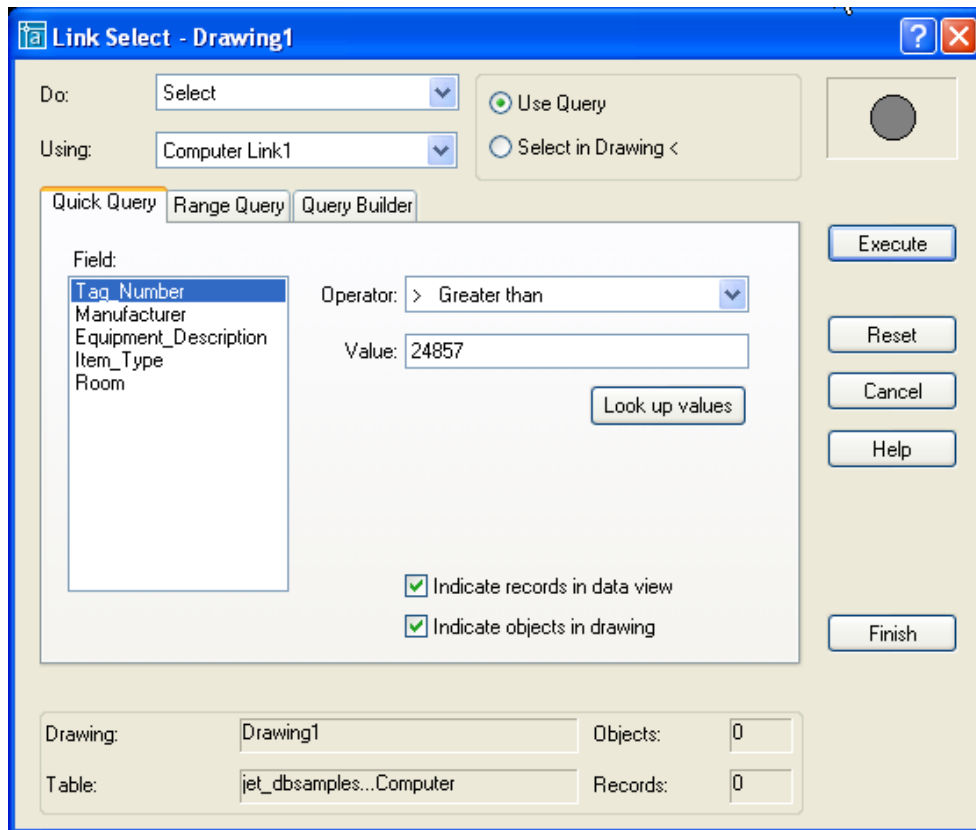 Link Select - Drawing1
?
Do: Select
Use Query
Using: Computer Link1
Select in Drawing <
Quick Query Range Query Query Builder
Execute
Field:
Tag_Number
Operator: > Greater than
Manufacturer
Equipment_Description
Reset
Item_Type
Value: 24857
Room
Look up values
Cancel
Help
Indicate records in data view
Indicate objects in drawing
Finish
Drawing: Drawing1 Objects: 0
Table: jet_dbsamples...Computer Records: 0